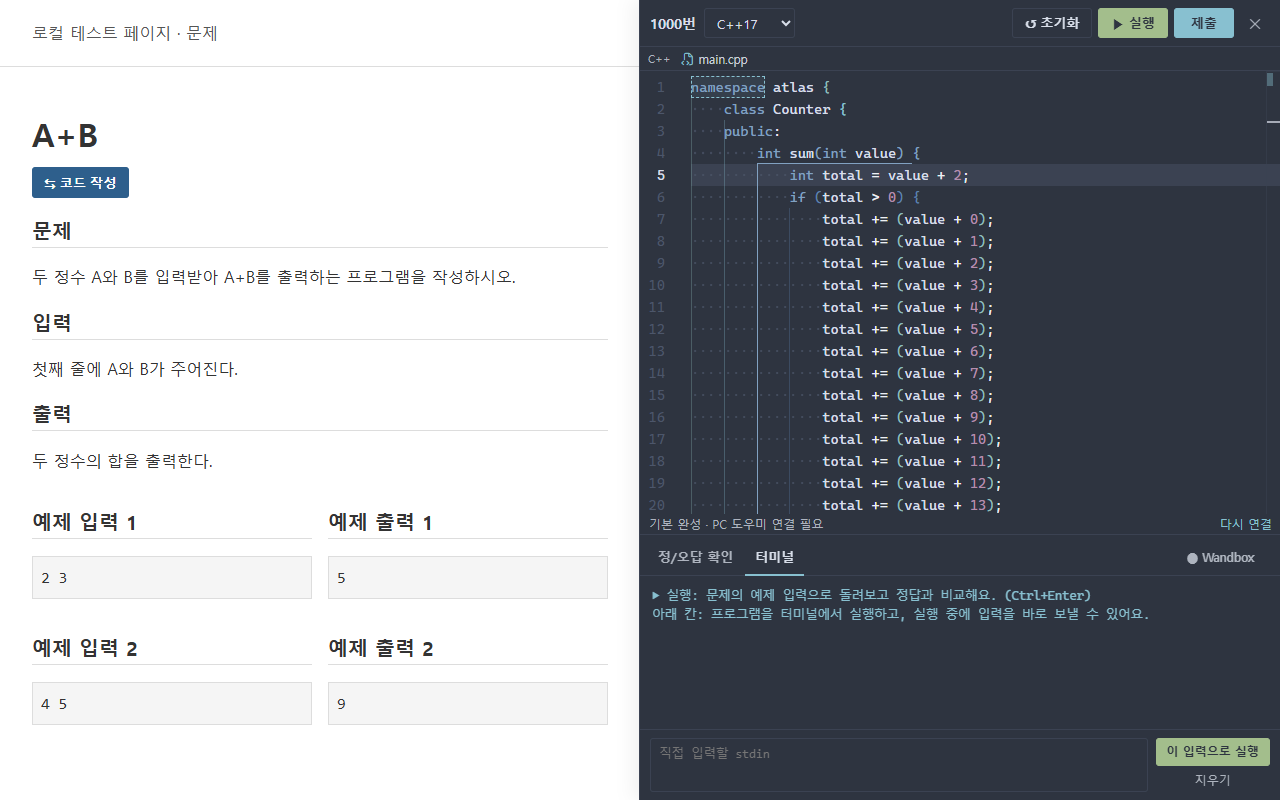 로컬 테스트 페이지 · 문제
A+B
⇆ 코드 작성
문제
두 정수 A와 B를 입력받아 A+B를 출력하는 프로그램을 작성하시오.
입력
첫째 줄에 A와 B가 주어진다.
출력
두 정수의 합을 출력한다.
예제 입력 1
예제 출력 1
2 3
5
예제 입력 2
예제 출력 2
4 5
9
1000번 C++17 ↺ 초기화 ▶ 실행 제출 ×
C++ main.cpp
1 namespace atlas {
2 ····class Counter {
3 ····public:
4 ········int sum(int value) {
5 ············int total = value + 2;
6 ············if (total > 0) {
7 ················total += (value + 0);
8 ················total += (value + 1);
9 ················total += (value + 2);
10 ················total += (value + 3);
11 ················total += (value + 4);
12 ················total += (value + 5);
13 ················total += (value + 6);
14 ················total += (value + 7);
15 ················total += (value + 8);
16 ················total += (value + 9);
17 ················total += (value + 10);
18 ················total += (value + 11);
19 ················total += (value + 12);
20 ················total += (value + 13);
기본 완성 · PC 도우미 연결 필요 다시 연결
정/오답 확인 터미널 Wandbox
▶ 실행: 문제의 예제 입력으로 돌려보고 정답과 비교해요. (Ctrl+Enter)
아래 칸: 프로그램을 터미널에서 실행하고, 실행 중에 입력을 바로 보낼 수 있어요.
직접 입력할 stdin
이 입력으로 실행
지우기